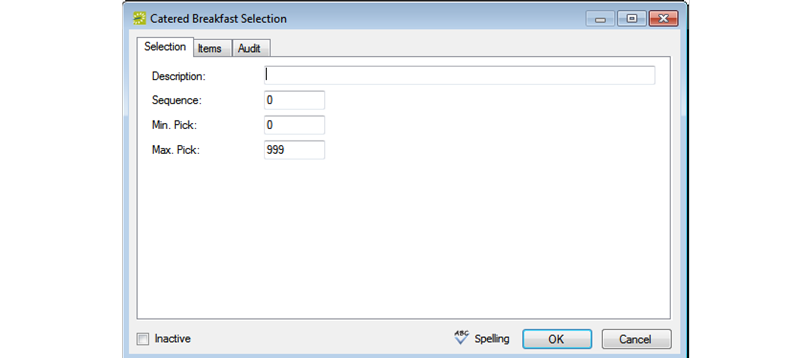 Catered Breakfast Selection
Selection Items Audit
Description:
Sequence: 0
Min. Pick: 0
Max. Pick: 999
Inactive ABC Spelling OK Cancel